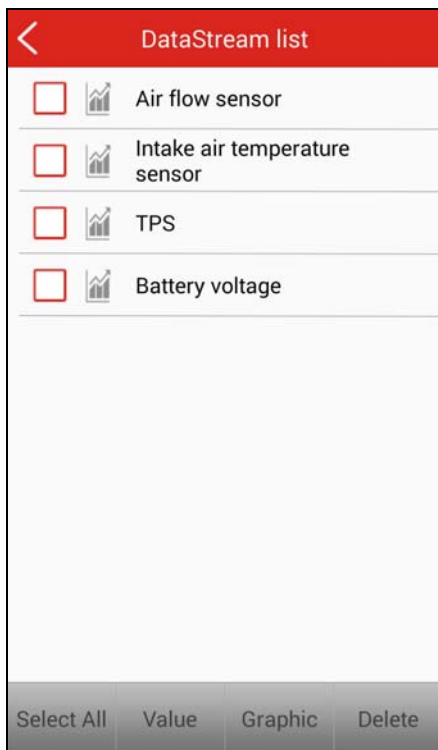 DataStream list
Air flow sensor
Intake air temperature
sensor
TPS
Battery voltage
Select All Value Graphic Delete